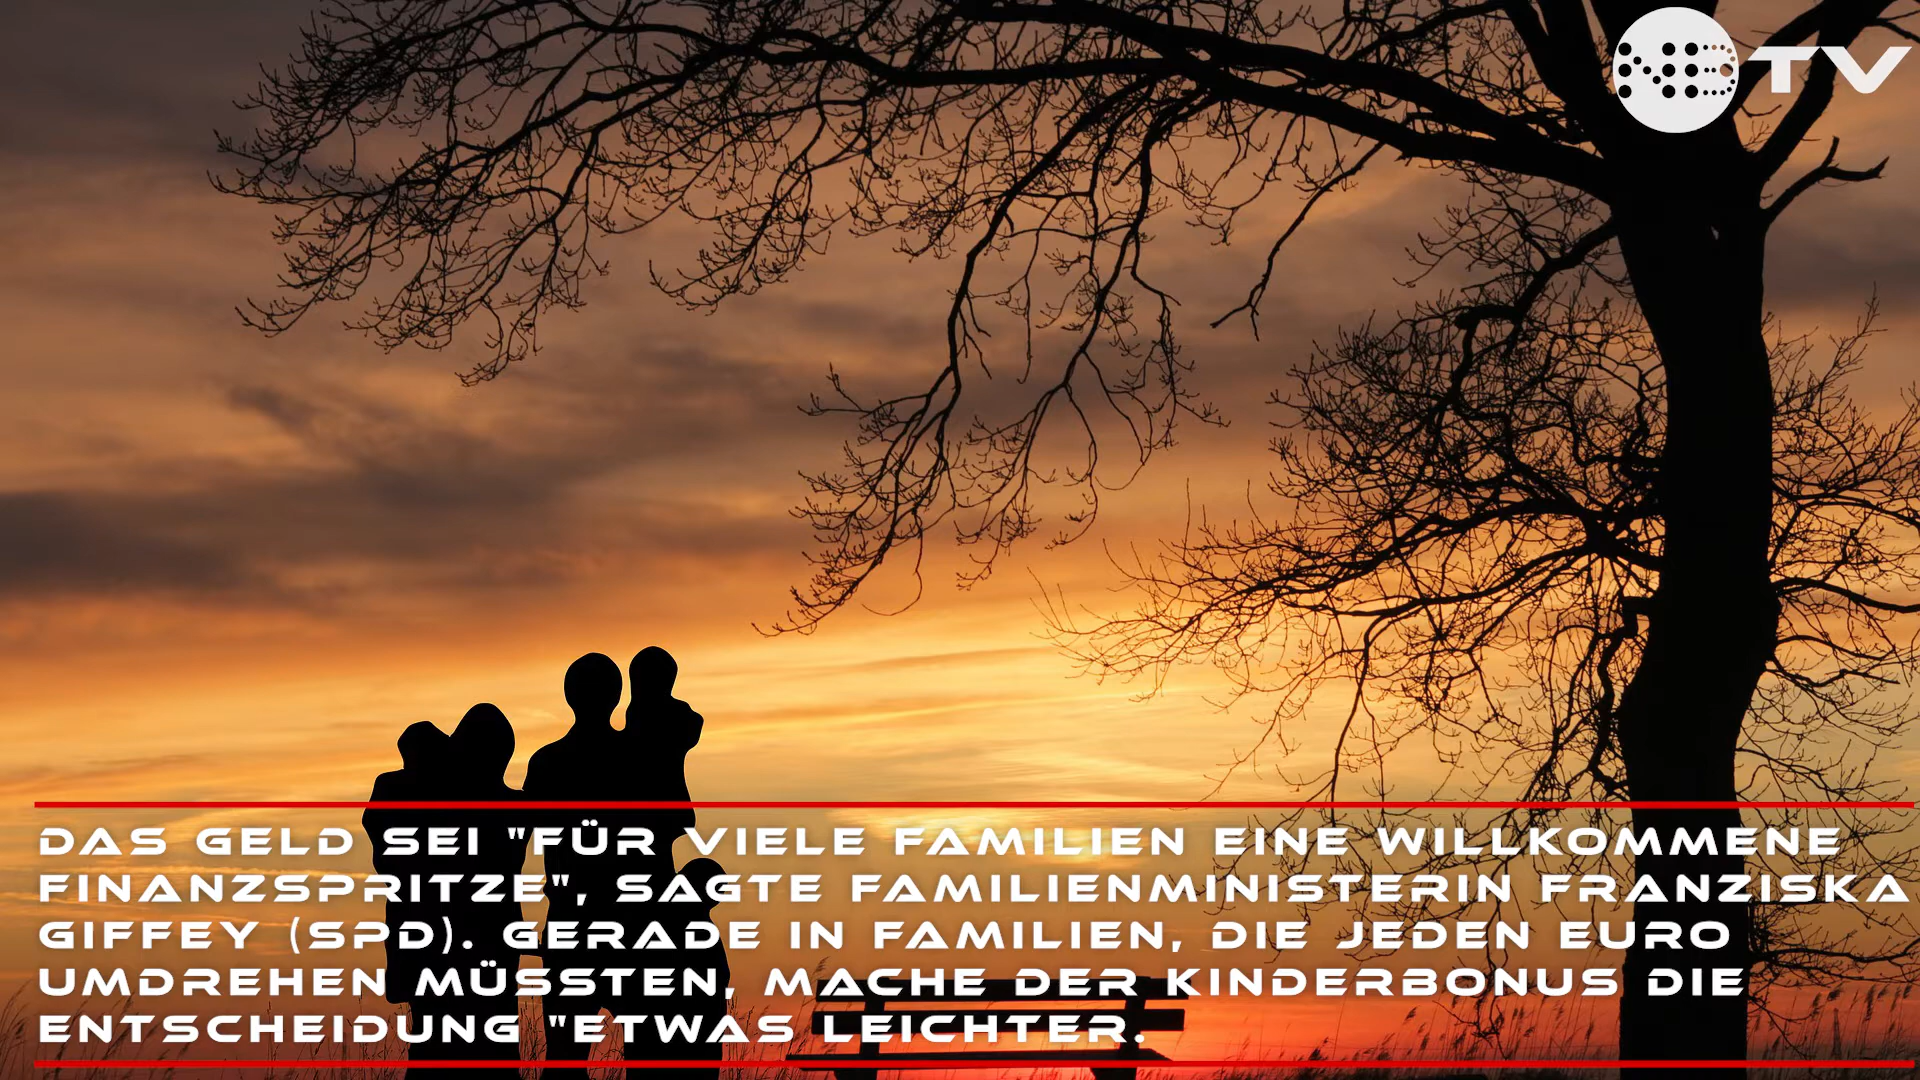 TV
DAS GELD SEI "FÜR VIELE FAMILIEN EINE WILLKOMMENE
FINANZSPRITZE", SAGTE FAMILIENMINISTERIN FRANZISKA
GIFFEY (SPD). GERADE IN FAMILIEN, DIE JEDEN EURO
UMDREHEN MÜSSTEN, MACHE DER KINDERBONUS DIE
ENTSCHEIDUNG "ETWAS LEICHTER.